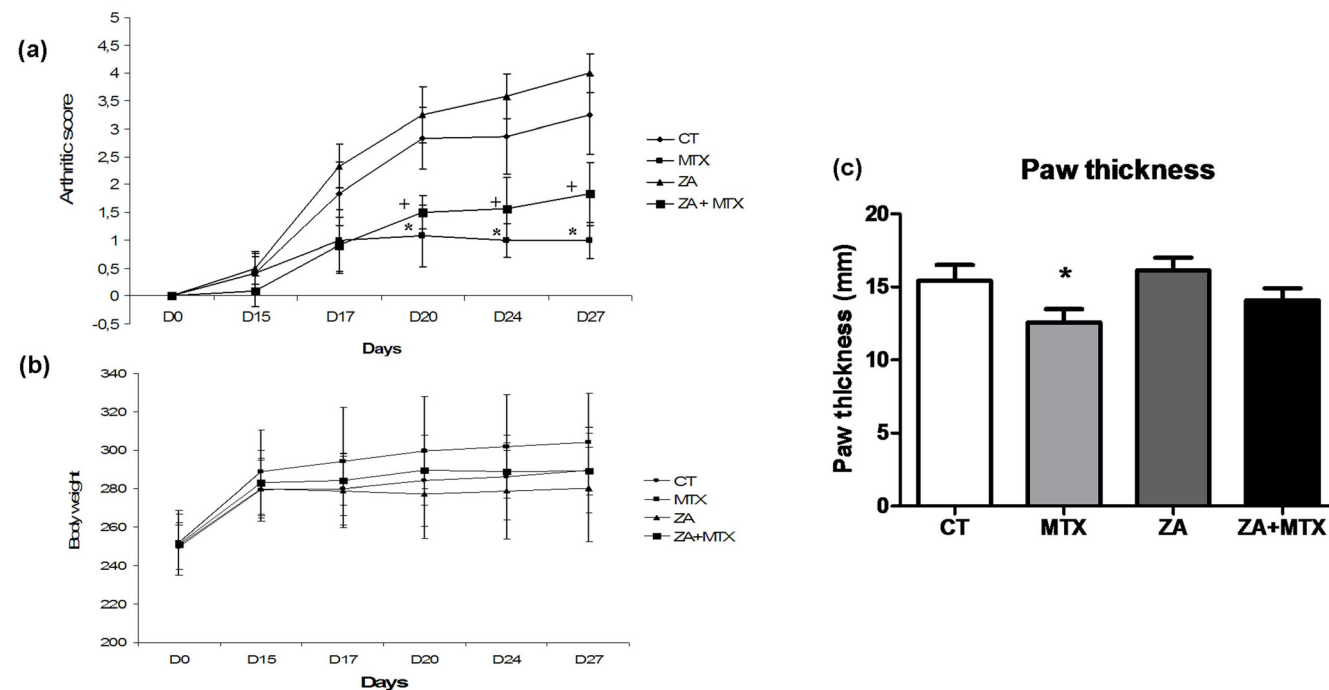 (a)
Arthritic score
5
4,5
4
3,5
3
2,5
2
1,5
1
0,5
0
-0,5
+ + +
* * *
D0 D15 D17 D20 D24 D27
Days
CT
MTX
ZA
ZA + MTX
(b)
Body weight
340
320
300
280
260
240
220
200
D0 D15 D17 D20 D24 D27
Days
CT
MTX
ZA
ZA+MTX
(c)
Paw thickness
Paw thickness (mm)
20
15
10
5
0
*
CT MTX ZA ZA+MTX